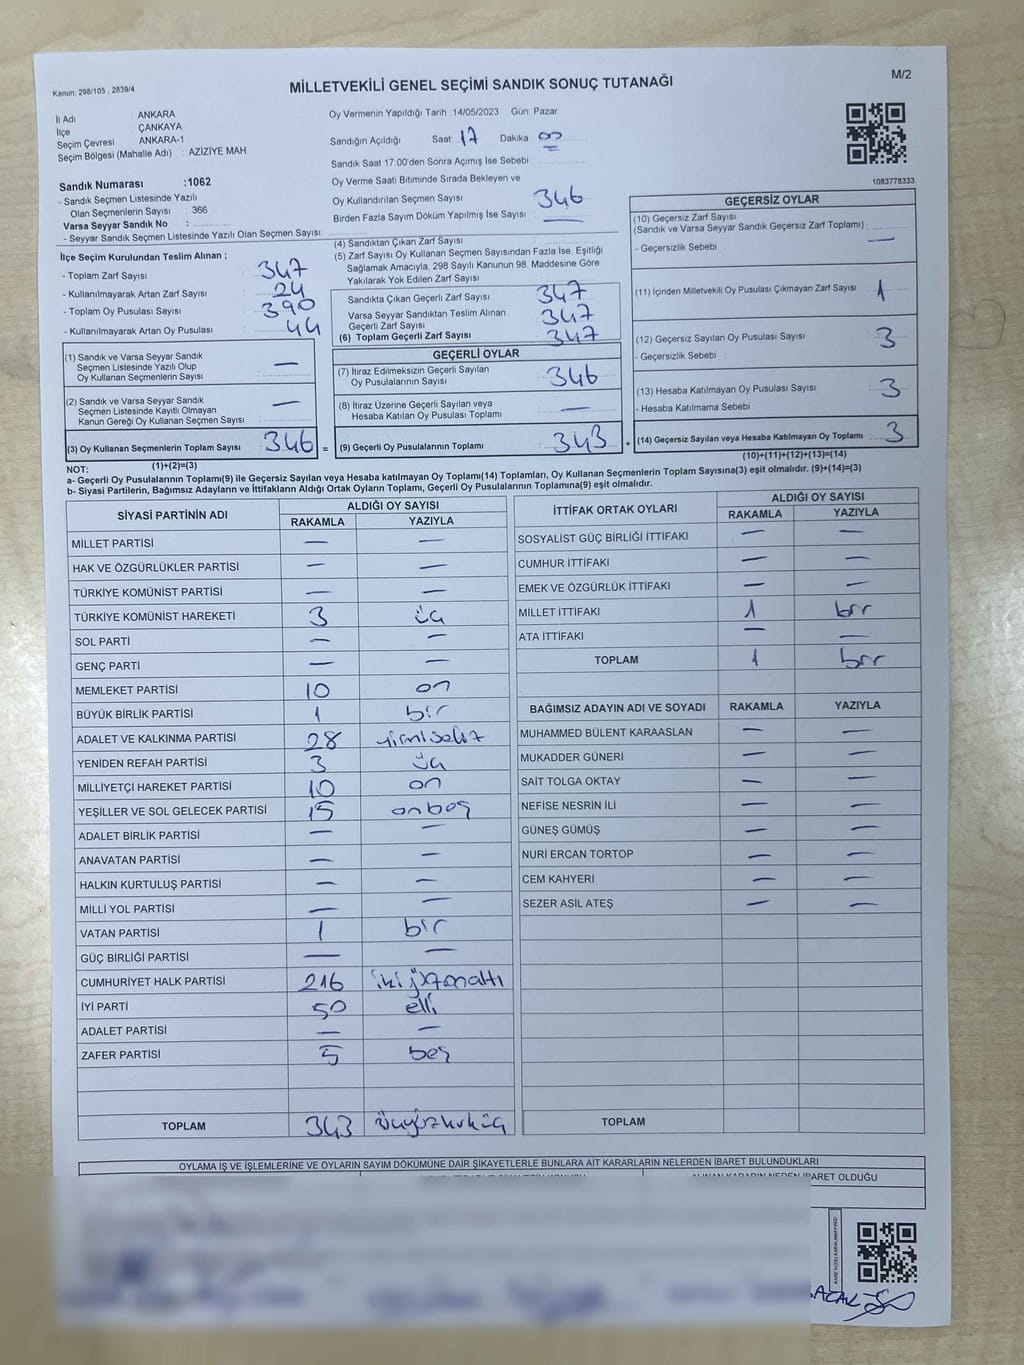 Kanun: 298/105 , 2839/4
MİLLETVEKİLİ GENEL SEÇİMİ SANDIK SONUÇ TUTANAĞI
M/2
İl Adı : ANKARA
İlçe : ÇANKAYA
Seçim Çevresi : ANKARA-1
Seçim Bölgesi (Mahalle Adı) : AZİZİYE MAH.
Oy Vermenin Yapıldığı Tarih :14/05/2023 Gün: Pazar
Sandığın Açıldığı Saat: 17 Dakika 00
Sandık Saat 17:00'den Sonra Açımış İse Sebebi
Oy Verme Saati Bitiminde Sırada Bekleyen ve
Oy Kullandırılan Seçmen Sayısı 346
Birden Fazla Sayım Döküm Yapılmış İse Sayısı —
1083778333
Sandık Numarası :1062
- Sandık Seçmen Listesinde Yazılı
Olan Seçmenlerin Sayısı : 366
Varsa Seyyar Sandık No :
- Seyyar Sandık Seçmen Listesinde Yazılı Olan Seçmen Sayısı:
İlçe Seçim Kurulundan Teslim Alınan ;
- Toplam Zarf Sayısı : 347
- Kullanılmayarak Artan Zarf Sayısı : 24
- Toplam Oy Pusulası Sayısı : 390
- Kullanılmayarak Artan Oy Pusulası : 44
(1) Sandık ve Varsa Seyyar Sandık
Seçmen Listesinde Yazılı Olup
Oy Kullanan Seçmenlerin Sayısı : —
(2) Sandık ve Varsa Seyyar Sandık
Seçmen Listesinde Kayıtlı Olmayan
Kanun Gereği Oy Kullanan Seçmen Sayısı : —
(3) Oy Kullanan Seçmenlerin Toplam Sayısı : 346 =
(1)+(2)=(3)
(4) Sandıktan Çıkan Zarf Sayısı
(5) Zarf Sayısı Oy Kullanan Seçmen Sayısından Fazla İse, Eşitliği
Sağlamak Amacıyla; 298 Sayılı Kanunun 98. Maddesine Göre
Yakılarak Yok Edilen Zarf Sayısı
Sandıkta Çıkan Geçerli Zarf Sayısı 347
Varsa Seyyar Sandıktan Teslim Alınan
Geçerli Zarf Sayısı : 347
(6) Toplam Geçerli Zarf Sayısı : 347
GEÇERLİ OYLAR
(7) İtiraz Edilmeksizin Geçerli Sayılan
Oy Pusulalarının Sayısı : 346
(8) İtiraz Üzerine Geçerli Sayılan veya
Hesaba Katılan Oy Pusulası Toplamı : —
(9) Geçerli Oy Pusulalarının Toplamı : 343 +
GEÇERSİZ OYLAR
(10) Geçersiz Zarf Sayısı
(Sandık ve Varsa Seyyar Sandık Geçersiz Zarf Toplamı) : —
- Geçersizlik Sebebi :
(11) İçinden Milletvekili Oy Pusulası Çıkmayan Zarf Sayısı : 1
(12) Geçersiz Sayılan Oy Pusulası Sayısı : 3
- Geçersizlik Sebebi :
(13) Hesaba Katılmayan Oy Pusulası Sayısı : 3
- Hesaba Katılmama Sebebi :
(14) Geçersiz Sayılan veya Hesaba Katılmayan Oy Toplamı : 3
(10)+(11)+(12)+(13)=(14)
NOT:
a- Geçerli Oy Pusulalarının Toplamı(9) ile Geçersiz Sayılan veya Hesaba katılmayan Oy Toplamı(14) Toplamları, Oy Kullanan Seçmenlerin Toplam Sayısına(3) eşit olmalıdır. (9)+(14)=(3)
b- Siyasi Partilerin, Bağımsız Adayların ve İttifakların Aldığı Ortak Oyların Toplamı, Geçerli Oy Pusulalarının Toplamına(9) eşit olmalıdır.
SİYASİ PARTİNİN ADI ALDIĞI OY SAYISI
RAKAMLA YAZIYLA
MİLLET PARTİSİ — —
HAK VE ÖZGÜRLÜKLER PARTİSİ — —
TÜRKİYE KOMÜNİST PARTİSİ — —
TÜRKİYE KOMÜNİST HAREKETİ 3 üç
SOL PARTİ — —
GENÇ PARTİ — —
MEMLEKET PARTİSİ 10 on
BÜYÜK BİRLİK PARTİSİ 1 bir
ADALET VE KALKINMA PARTİSİ 28 yirmisekiz
YENİDEN REFAH PARTİSİ 3 üç
MİLLİYETÇİ HAREKET PARTİSİ 10 on
YEŞİLLER VE SOL GELECEK PARTİSİ 15 onbeş
ADALET BİRLİK PARTİSİ — —
ANAVATAN PARTİSİ — —
HALKIN KURTULUŞ PARTİSİ — —
MİLLİ YOL PARTİSİ — —
VATAN PARTİSİ 1 bir
GÜÇ BİRLİĞİ PARTİSİ — —
CUMHURİYET HALK PARTİSİ 216 ikiyüzonaltı
İYİ PARTİ 50 elli
ADALET PARTİSİ — —
ZAFER PARTİSİ 5 beş
TOPLAM 343 üçyüzkırküç
İTTİFAK ORTAK OYLARI ALDIĞI OY SAYISI
RAKAMLA YAZIYLA
SOSYALİST GÜÇ BİRLİĞİ İTTİFAKI — —
CUMHUR İTTİFAKI — —
EMEK VE ÖZGÜRLÜK İTTİFAKI — —
MİLLET İTTİFAKI 1 bir
ATA İTTİFAKI — —
TOPLAM 1 bir
BAĞIMSIZ ADAYIN ADI VE SOYADI RAKAMLA YAZIYLA
MUHAMMED BÜLENT KARAASLAN — —
MUKADDER GÜNERİ — —
SAİT TOLGA OKTAY — —
NEFİSE NESRİN İLİ — —
GÜNEŞ GÜMÜŞ — —
NURİ ERCAN TORTOP — —
CEM KAHYERİ — —
SEZER ASİL ATEŞ — —
TOPLAM
OYLAMA İŞ VE İŞLEMLERİNE VE OYLARIN SAYIM DÖKÜMÜNE DAİR ŞİKAYETLERLE BUNLARA AİT KARARLARIN NELERDEN İBARET BULUNDUKLARI
ALINAN KARARIN NEDEN İBARET OLDUĞU